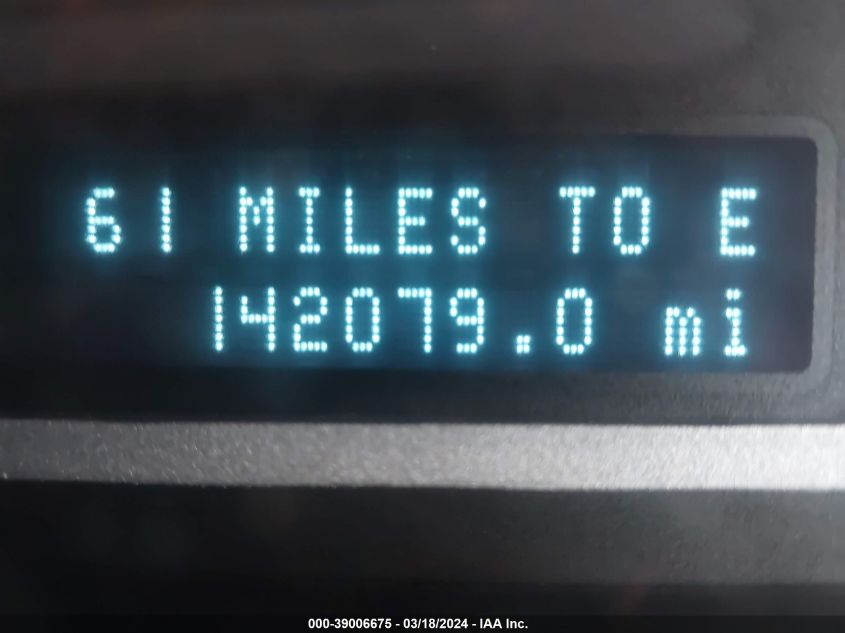 61 MILES TO E
142079.0 mi
000-39006675 - 03/18/2024 - IAA Inc.